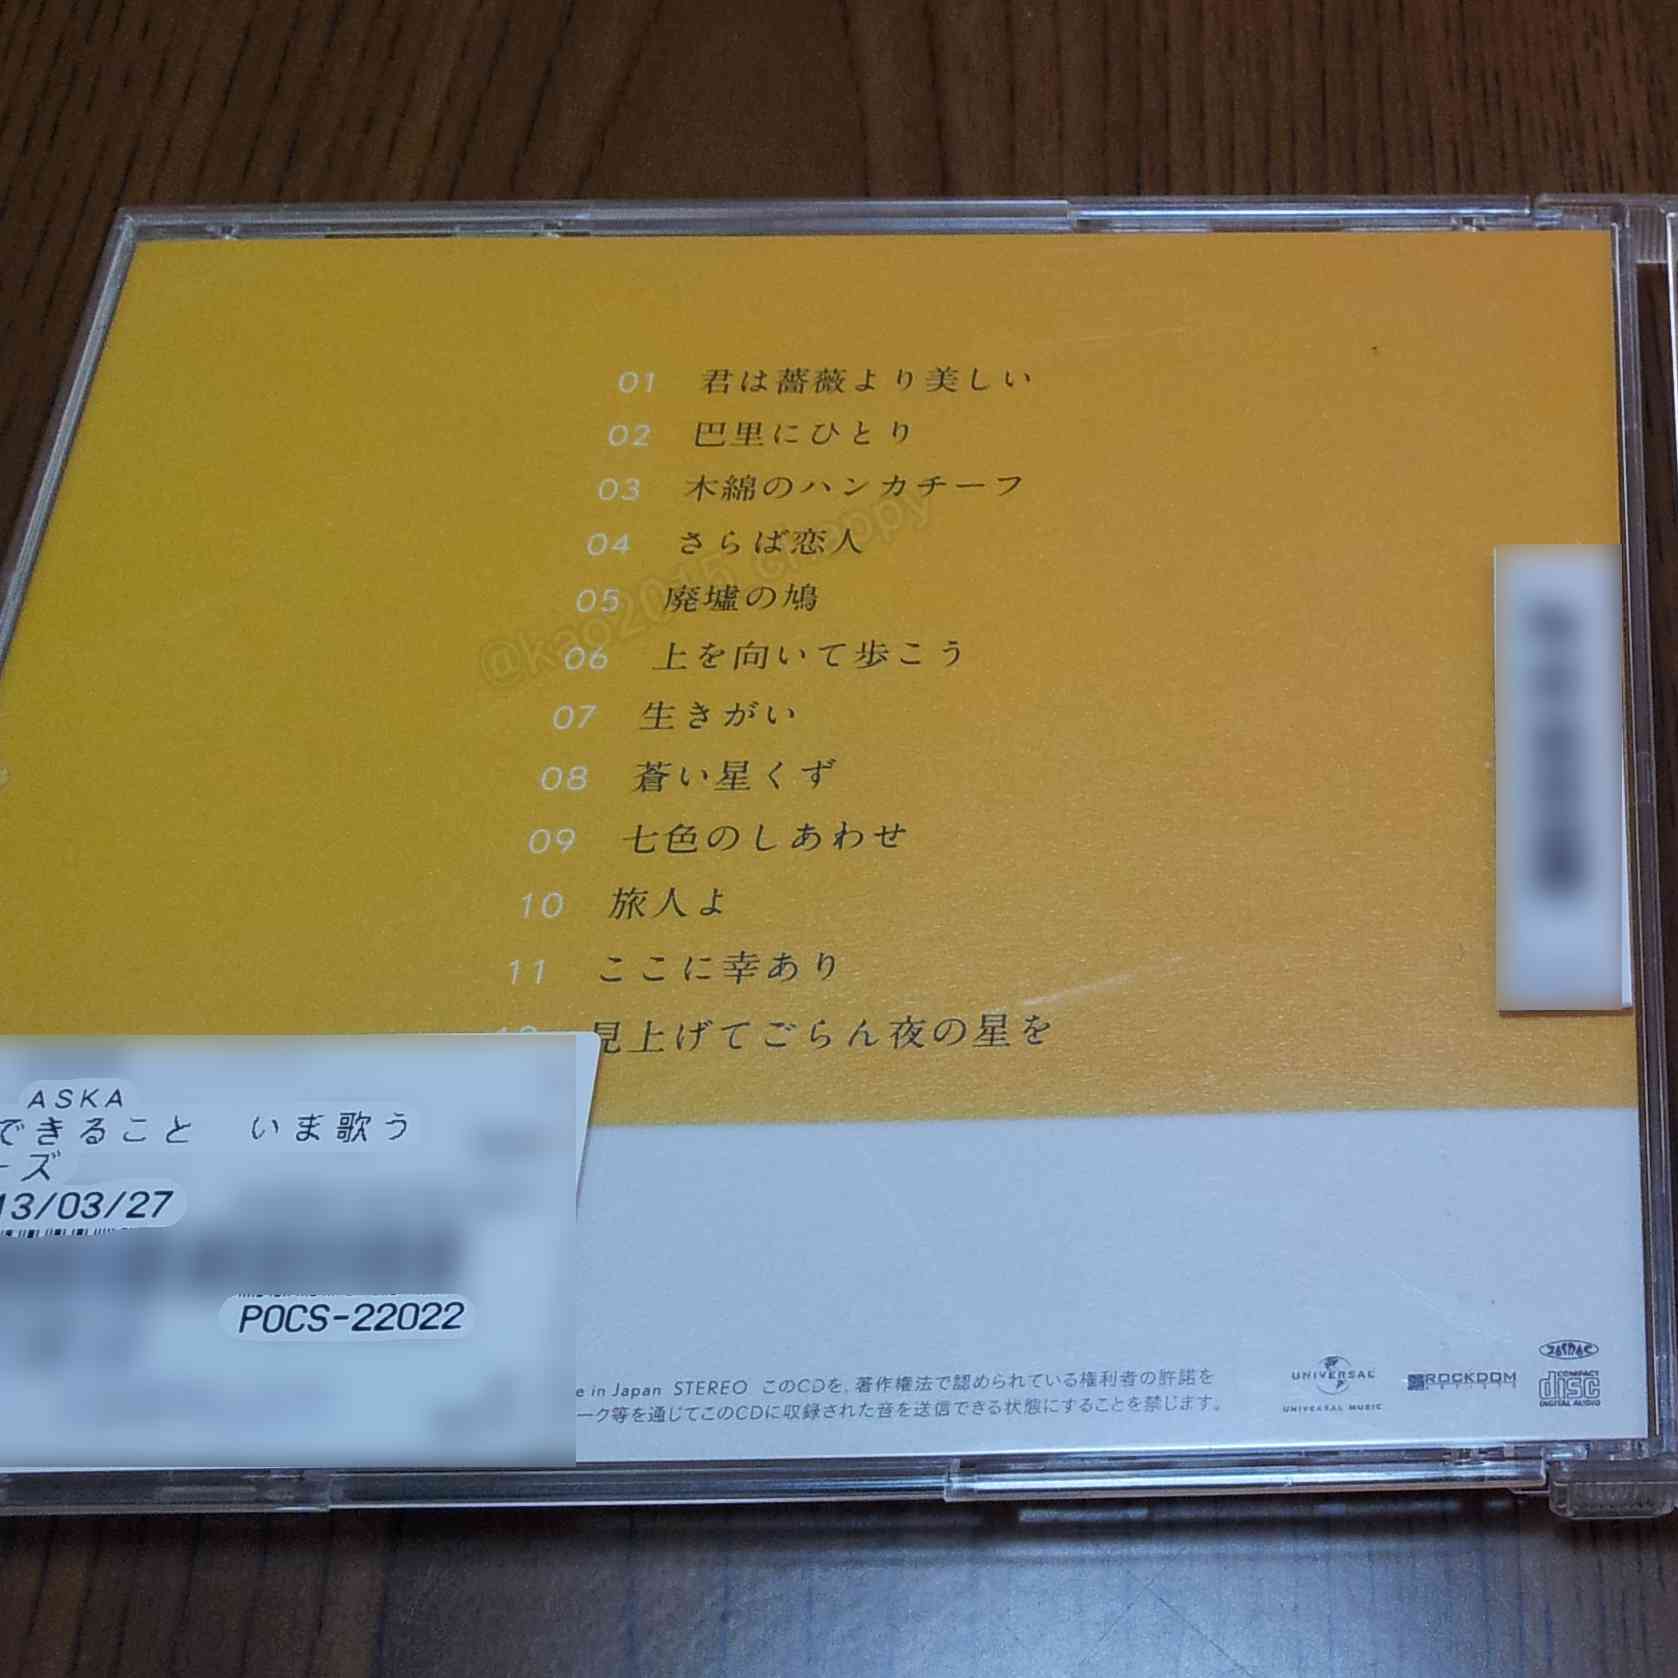 01 君は薔薇より美しい
02 巴里にひとり
03 木綿のハンカチーフ
04 さらば恋人
05 廃墟の鳩
06 上を向いて歩こう
07 生きがい
08 蒼い星くず
09 七色のしあわせ
10 旅人よ
11 ここに幸あり
見上げてごらん夜の星を
@kao2015 chappy
ASKA
できること いま歌う
ーズ
13/03/27
POCS-22022
e in Japan STEREO このCDを、著作権法で認められている権利者の許諾を
ーク等を通じてこのCDに収録された音を送信できる状態にすることを禁じます。
UNIVERSAL
UNIVERSAL MUSIC
ROCKDOM
COMPACT
disc
DIGITAL AUDIO